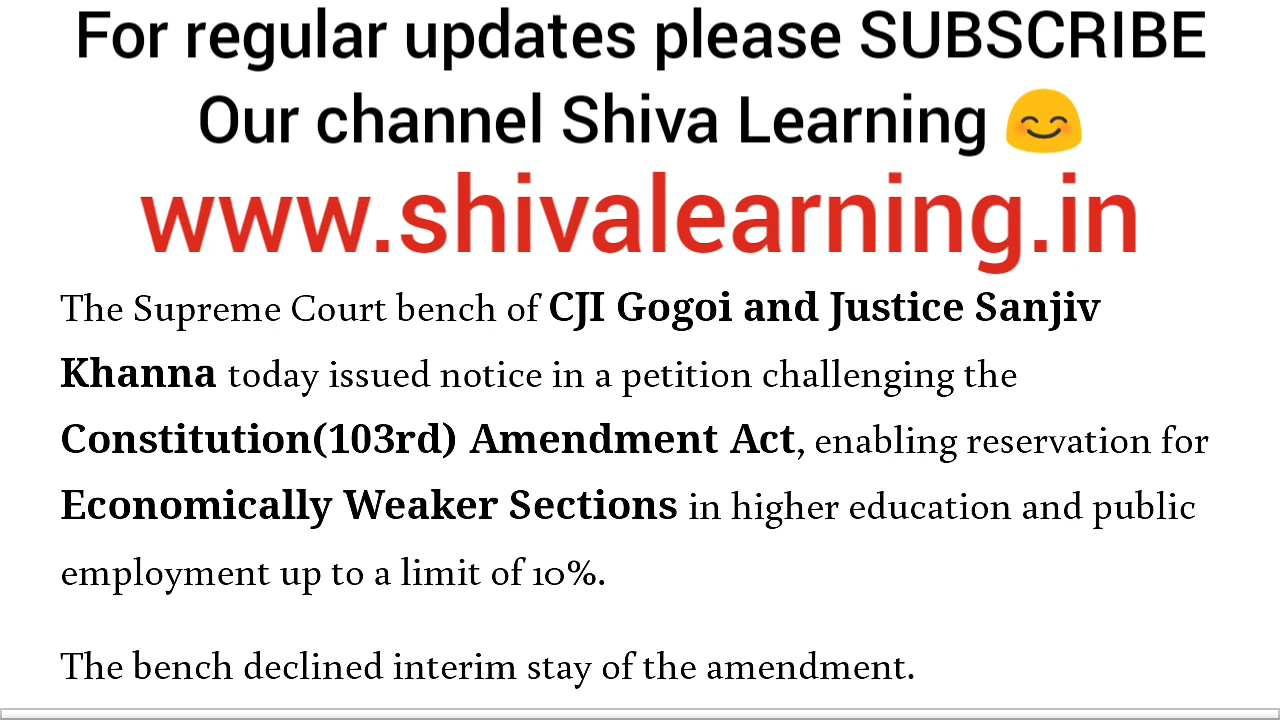 For regular updates please SUBSCRIBE
Our channel Shiva Learning 😊
www.shivalearning.in
The Supreme Court bench of CJI Gogoi and Justice Sanjiv
Khanna today issued notice in a petition challenging the
Constitution(103rd) Amendment Act, enabling reservation for
Economically Weaker Sections in higher education and public
employment up to a limit of 10%.
The bench declined interim stay of the amendment.